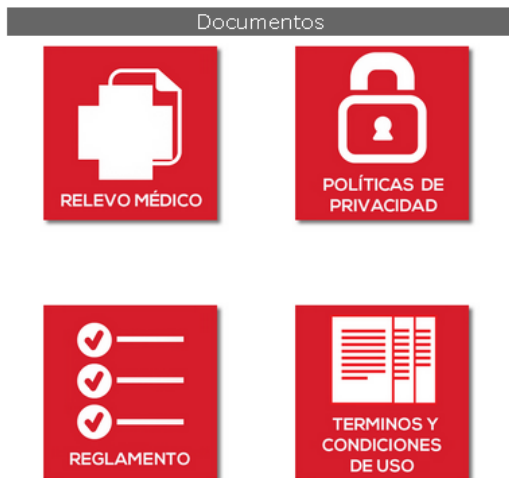 Documentos
RELEVO MÉDICO
POLÍTICAS DE
PRIVACIDAD
REGLAMENTO
TERMINOS Y
CONDICIONES
DE USO